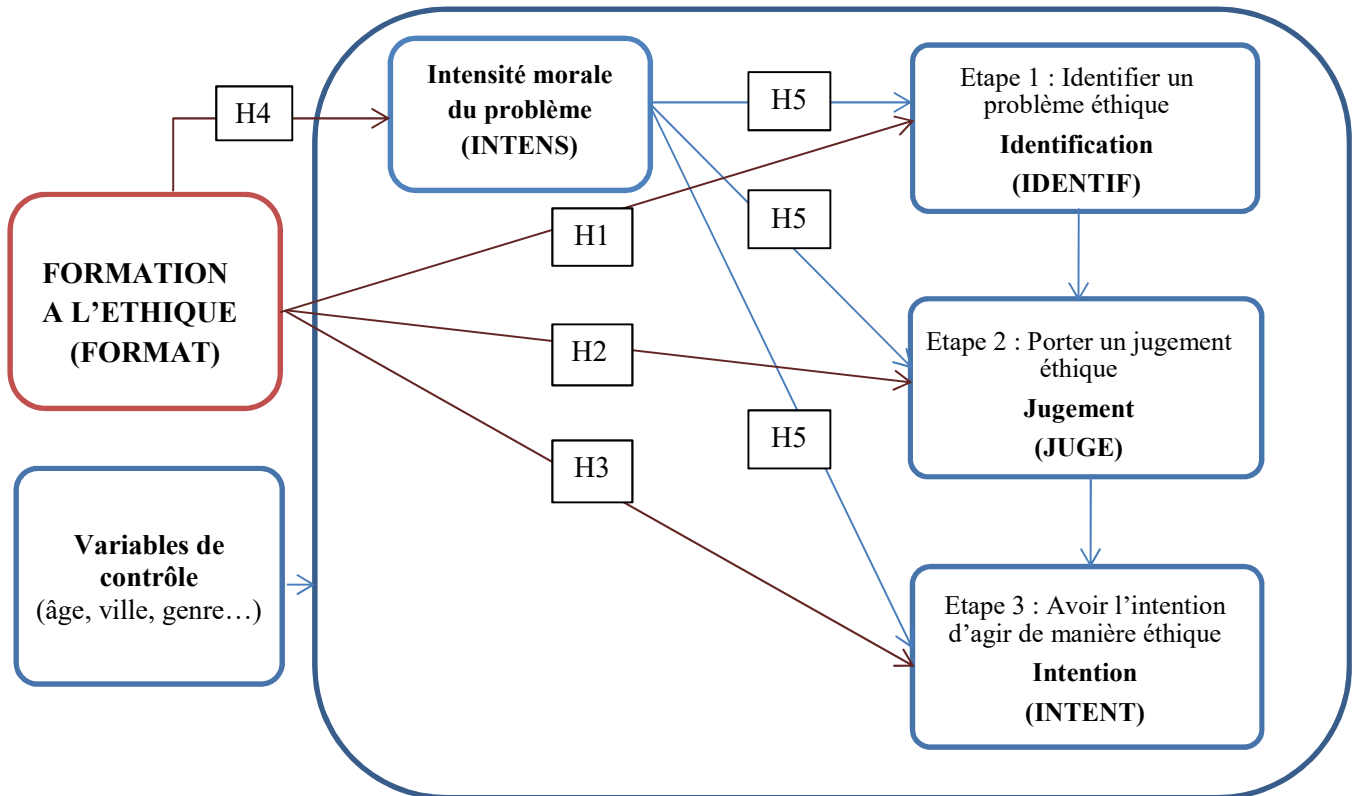 Intensité morale
du problème
(INTENS)
H4
H5
Etape 1 : Identifier un
problème éthique
Identification
(IDENTIF)
H5
H1
FORMATION
A L’ETHIQUE
(FORMAT)
H2
Etape 2 : Porter un jugement
éthique
Jugement
(JUGE)
H5
H3
Variables de
contrôle
(âge, ville, genre…)
Etape 3 : Avoir l’intention
d’agir de manière éthique
Intention
(INTENT)